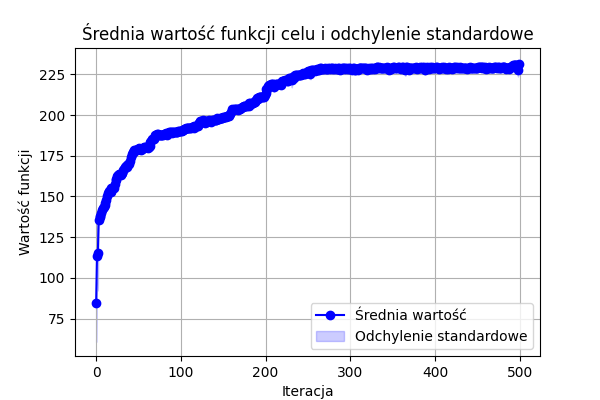 Średnia wartość funkcji celu i odchylenie standardowe
Wartość funkcji
225
200
175
150
125
100
75
0 100 200 300 400 500
Iteracja
Średnia wartość
Odchylenie standardowe